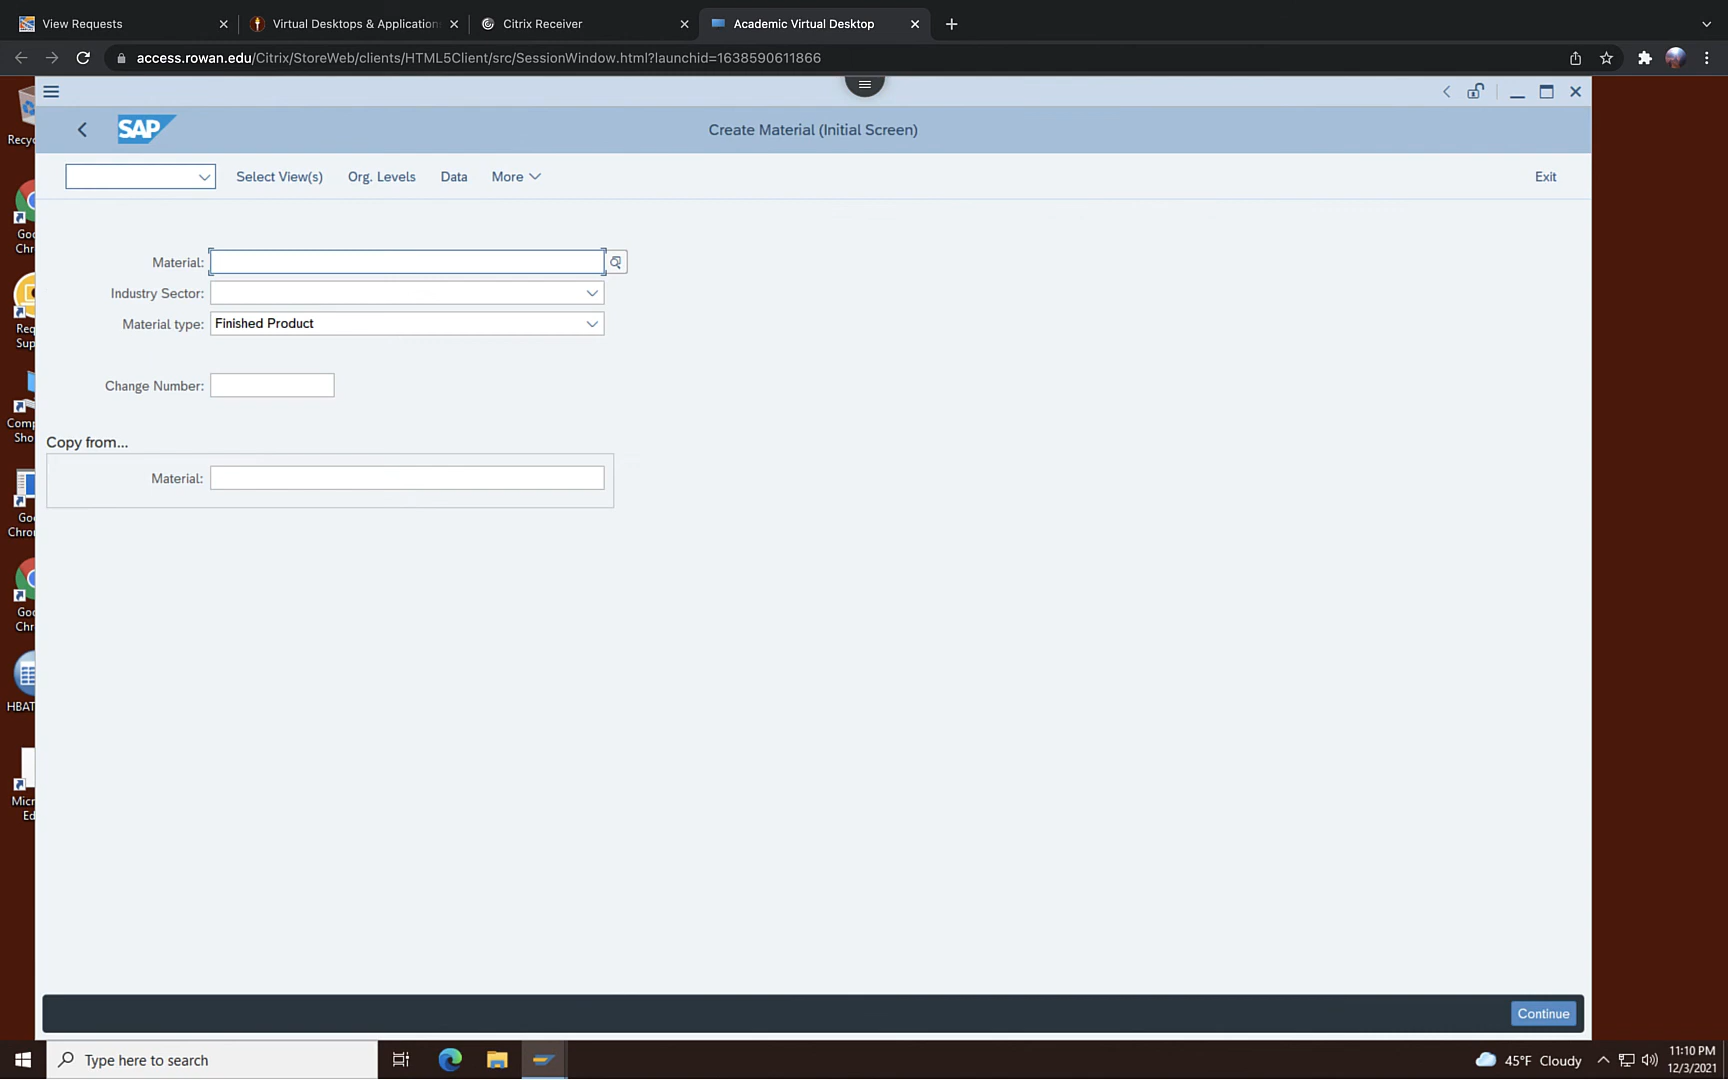 View Requests
Virtual Desktops & Application
Citrix Receiver
Academic Virtual Desktop
access.rowan.edu/Citrix/StoreWeb/clients/HTML5Client/src/SessionWindow.html?launchid=1638590611866
Recyc
SAP
Create Material (Initial Screen)
Select View(s)
Org. Levels
Data
More
Exit
Goo
Chr
Material:
Industry Sector:
Material type:
Finished Product
Req
Sup
Change Number:
Comp
Sho
Copy from...
Material:
Goo
Chron
Goo
Chr
HBAT
Micr
Ed
Continue
Type here to search
45°F Cloudy
11:10 PM
12/3/2021